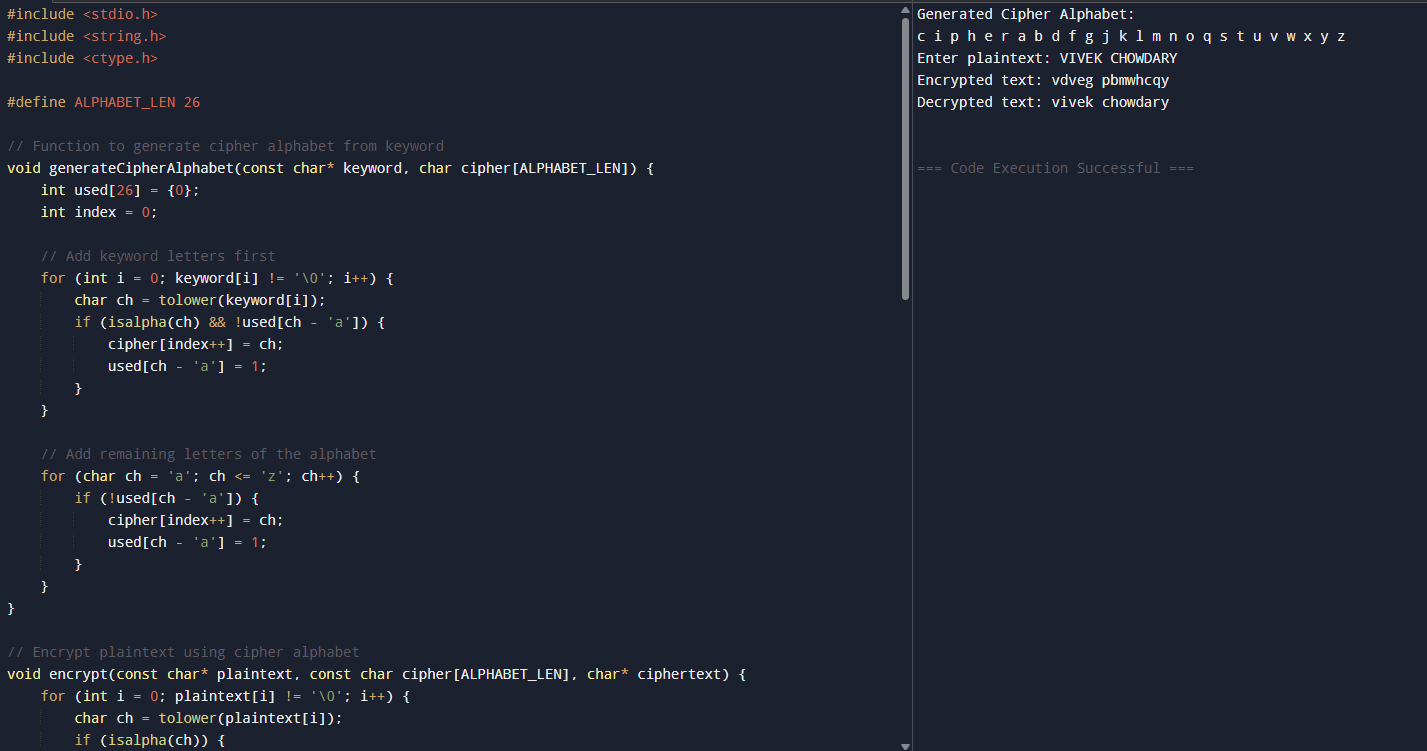 #include <stdio.h>
#include <string.h>
#include <ctype.h>

#define ALPHABET_LEN 26

// Function to generate cipher alphabet from keyword
void generateCipherAlphabet(const char* keyword, char cipher[ALPHABET_LEN]) {
    int used[26] = {0};
    int index = 0;

    // Add keyword letters first
    for (int i = 0; keyword[i] != '\0'; i++) {
        char ch = tolower(keyword[i]);
        if (isalpha(ch) && !used[ch - 'a']) {
            cipher[index++] = ch;
            used[ch - 'a'] = 1;
        }
    }

    // Add remaining letters of the alphabet
    for (char ch = 'a'; ch <= 'z'; ch++) {
        if (!used[ch - 'a']) {
            cipher[index++] = ch;
            used[ch - 'a'] = 1;
        }
    }
}

// Encrypt plaintext using cipher alphabet
void encrypt(const char* plaintext, const char cipher[ALPHABET_LEN], char* ciphertext) {
    for (int i = 0; plaintext[i] != '\0'; i++) {
        char ch = tolower(plaintext[i]);
        if (isalpha(ch)) {
Generated Cipher Alphabet:
c i p h e r a b d f g j k l m n o q s t u v w x y z
Enter plaintext: VIVEK CHOWDARY
Encrypted text: vdveg pbmwhcqy
Decrypted text: vivek chowdary

=== Code Execution Successful ===